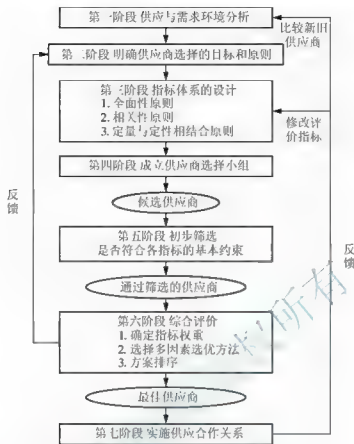 第一阶段 供应与需求环境分析
比较新旧
供应商
第二阶段 明确供应商选择的目标和原则
第三阶段 指标体系的设计
1. 全面性原则
2. 相关性原则
3. 定量与定性相结合原则
修改评
价指标
第四阶段 成立供应商选择小组
反
馈
候选供应商
第五阶段 初步筛选
是否符合各指标的基本约束
反
馈
通过筛选的供应商
第六阶段 综合评价
1. 确定指标权重
2. 选择多因素选优方法
3. 方案排序
最佳供应商
第七阶段 实施供应合作关系
所有